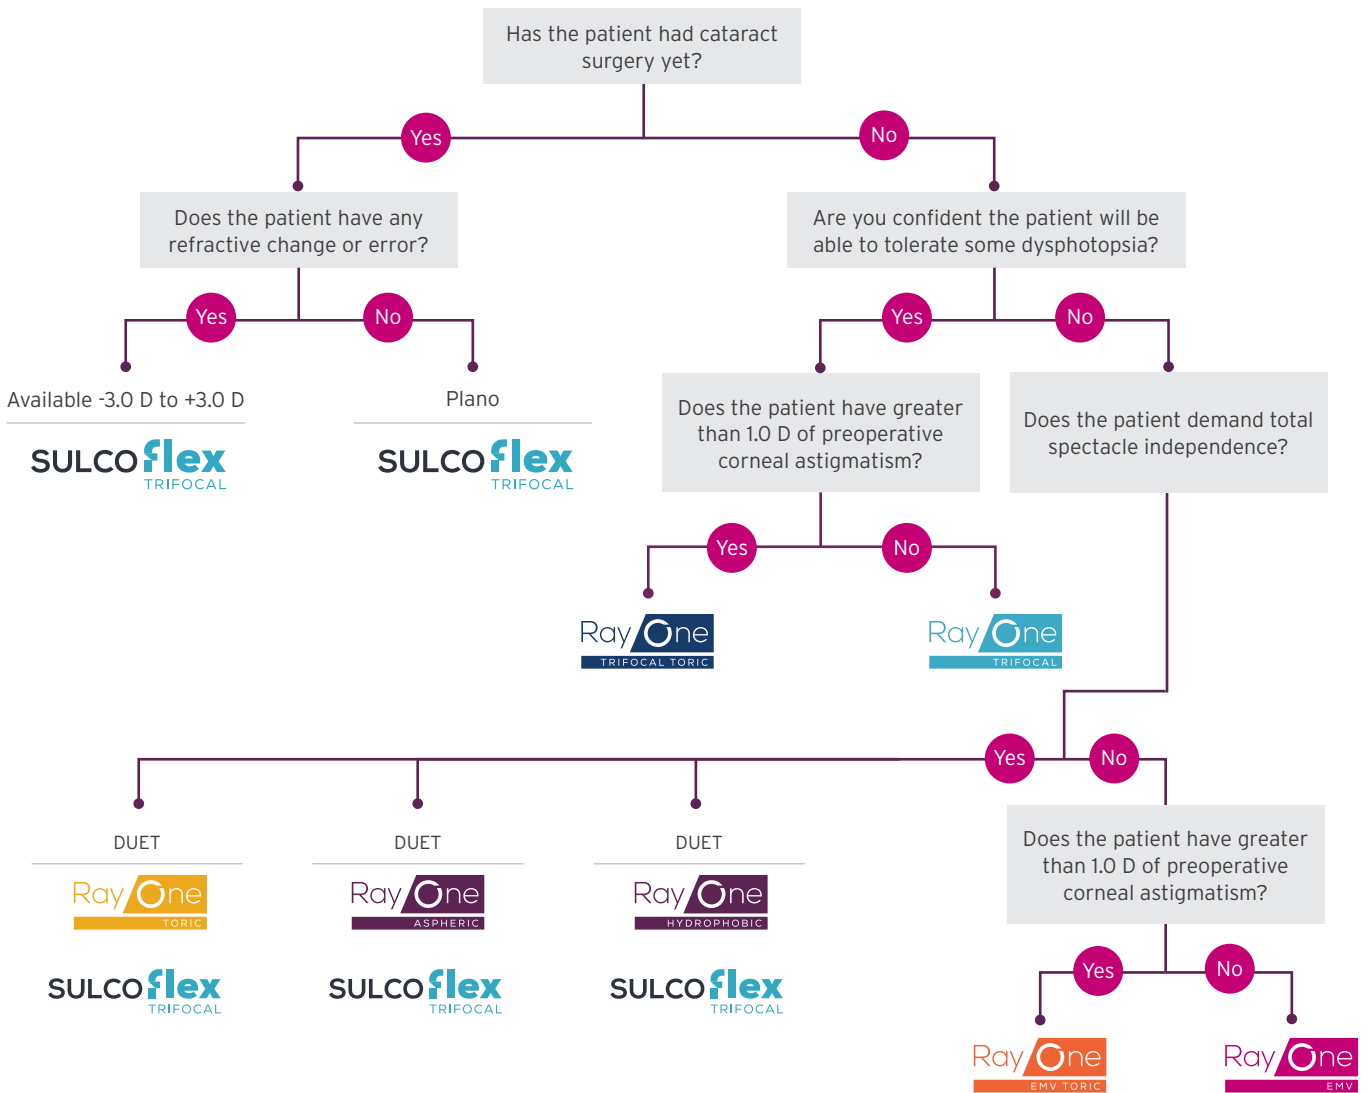 Has the patient had cataract
surgery yet?
Yes
No
Does the patient have any
refractive change or error?
Are you confident the patient will be
able to tolerate some dysphotopsia?
Yes
No
Yes
No
Available -3.0 D to +3.0 D
SULCOflex
TRIFOCAL
Plano
SULCOflex
TRIFOCAL
Does the patient have greater
than 1.0 D of preoperative
corneal astigmatism?
Does the patient demand total
spectacle independence?
Yes
No
RayOne
TRIFOCAL TORIC
RayOne
TRIFOCAL
Yes
No
DUET
RayOne
TORIC
SULCOflex
TRIFOCAL
DUET
RayOne
ASPHERIC
SULCOflex
TRIFOCAL
DUET
RayOne
HYDROPHOBIC
SULCOflex
TRIFOCAL
Does the patient have greater
than 1.0 D of preoperative
corneal astigmatism?
Yes
No
RayOne
EMV TORIC
RayOne
EMV